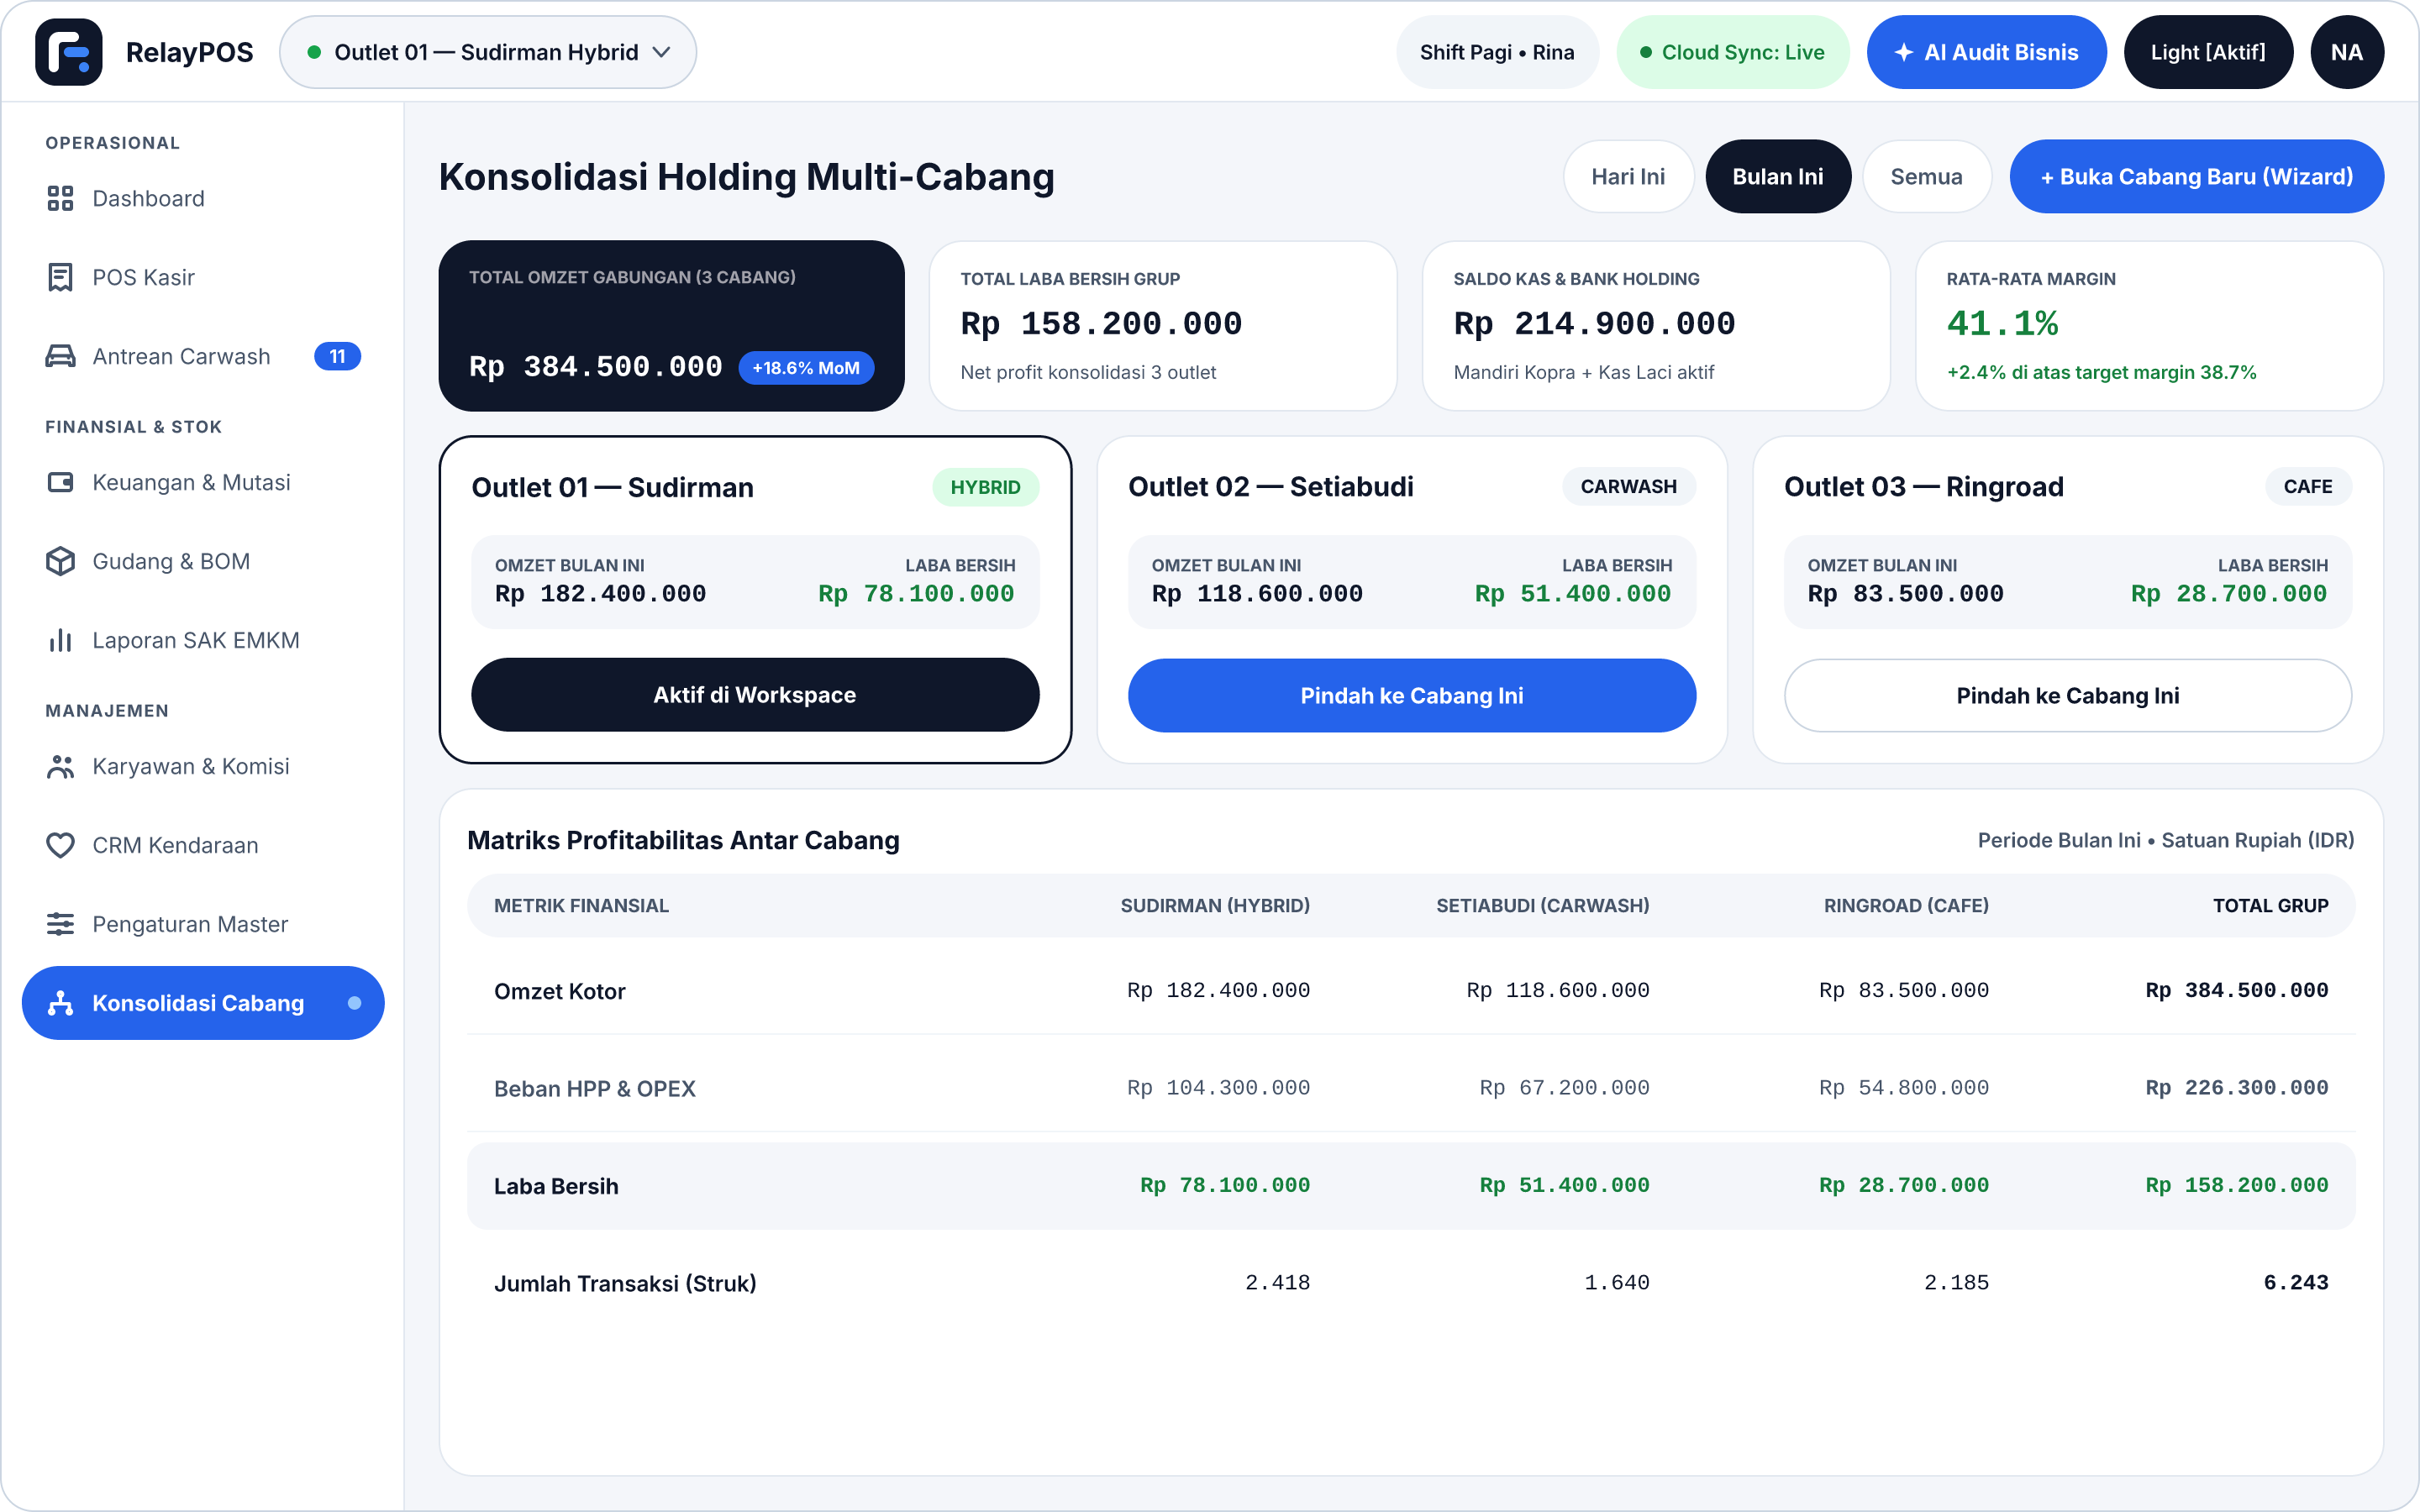 RelayPOS
Outlet 01 — Sudirman Hybrid
Shift Pagi • Rina
Cloud Sync: Live
AI Audit Bisnis
Light [Aktif]
NA
OPERASIONAL
Dashboard
POS Kasir
Antrean Carwash 11
FINANSIAL & STOK
Keuangan & Mutasi
Gudang & BOM
Laporan SAK EMKM
MANAJEMEN
Karyawan & Komisi
CRM Kendaraan
Pengaturan Master
Konsolidasi Cabang
Konsolidasi Holding Multi-Cabang
Hari Ini
Bulan Ini
Semua
+ Buka Cabang Baru (Wizard)
TOTAL OMZET GABUNGAN (3 CABANG)
Rp 384.500.000 +18.6% MoM
TOTAL LABA BERSIH GRUP
Rp 158.200.000
Net profit konsolidasi 3 outlet
SALDO KAS & BANK HOLDING
Rp 214.900.000
Mandiri Kopra + Kas Laci aktif
RATA-RATA MARGIN
41.1%
+2.4% di atas target margin 38.7%
Outlet 01 — Sudirman HYBRID
OMZET BULAN INI LABA BERSIH
Rp 182.400.000 Rp 78.100.000
Aktif di Workspace
Outlet 02 — Setiabudi CARWASH
OMZET BULAN INI LABA BERSIH
Rp 118.600.000 Rp 51.400.000
Pindah ke Cabang Ini
Outlet 03 — Ringroad CAFE
OMZET BULAN INI LABA BERSIH
Rp 83.500.000 Rp 28.700.000
Pindah ke Cabang Ini
Matriks Profitabilitas Antar Cabang
Periode Bulan Ini • Satuan Rupiah (IDR)
METRIK FINANSIAL SUDIRMAN (HYBRID) SETIABUDI (CARWASH) RINGROAD (CAFE) TOTAL GRUP
Omzet Kotor Rp 182.400.000 Rp 118.600.000 Rp 83.500.000 Rp 384.500.000
Beban HPP & OPEX Rp 104.300.000 Rp 67.200.000 Rp 54.800.000 Rp 226.300.000
Laba Bersih Rp 78.100.000 Rp 51.400.000 Rp 28.700.000 Rp 158.200.000
Jumlah Transaksi (Struk) 2.418 1.640 2.185 6.243